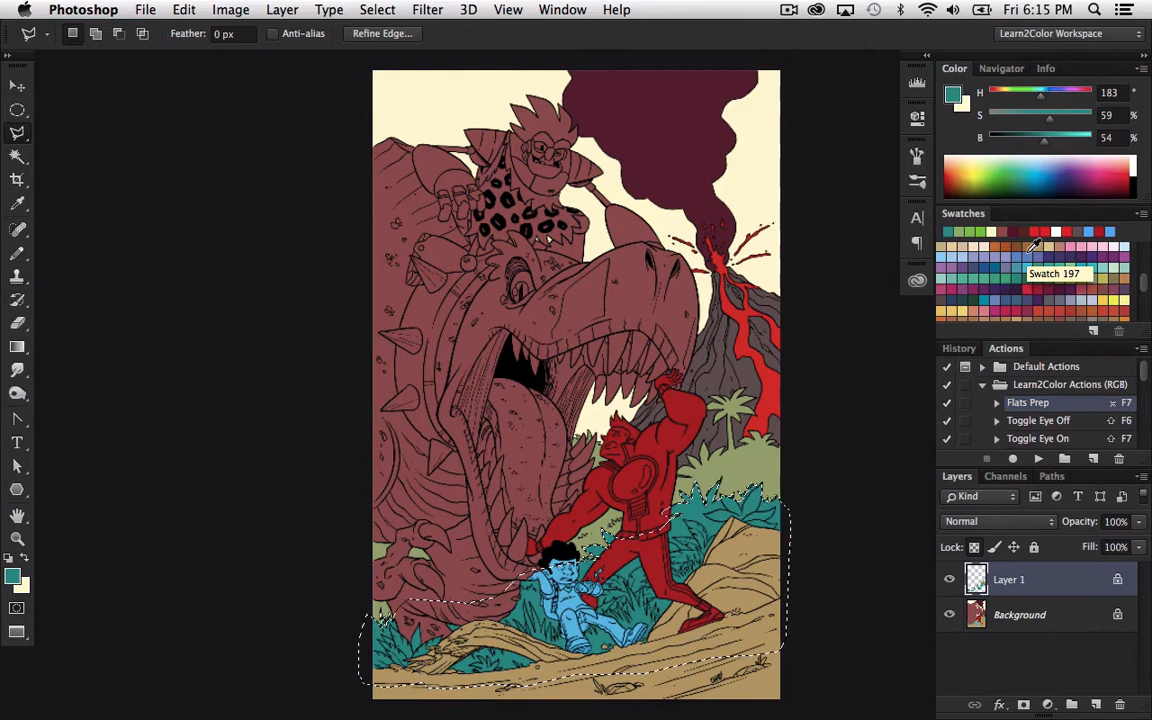 Photoshop File Edit Image Layer Type Select Filter 3D View Window Help Fri 6:15 PM
Feather: 0 px Anti-alias Refine Edge... Learn2Color Workspace
Color Navigator Info
H 183 °
S 59 %
B 54 %
Swatches
Swatch 197
History Actions
Default Actions
Learn2Color Actions (RGB)
Flats Prep F7
Toggle Eye Off F6
Toggle Eye On F7
Layers Channels Paths
Kind
Normal Opacity: 100%
Lock: Fill: 100%
Layer 1
Background